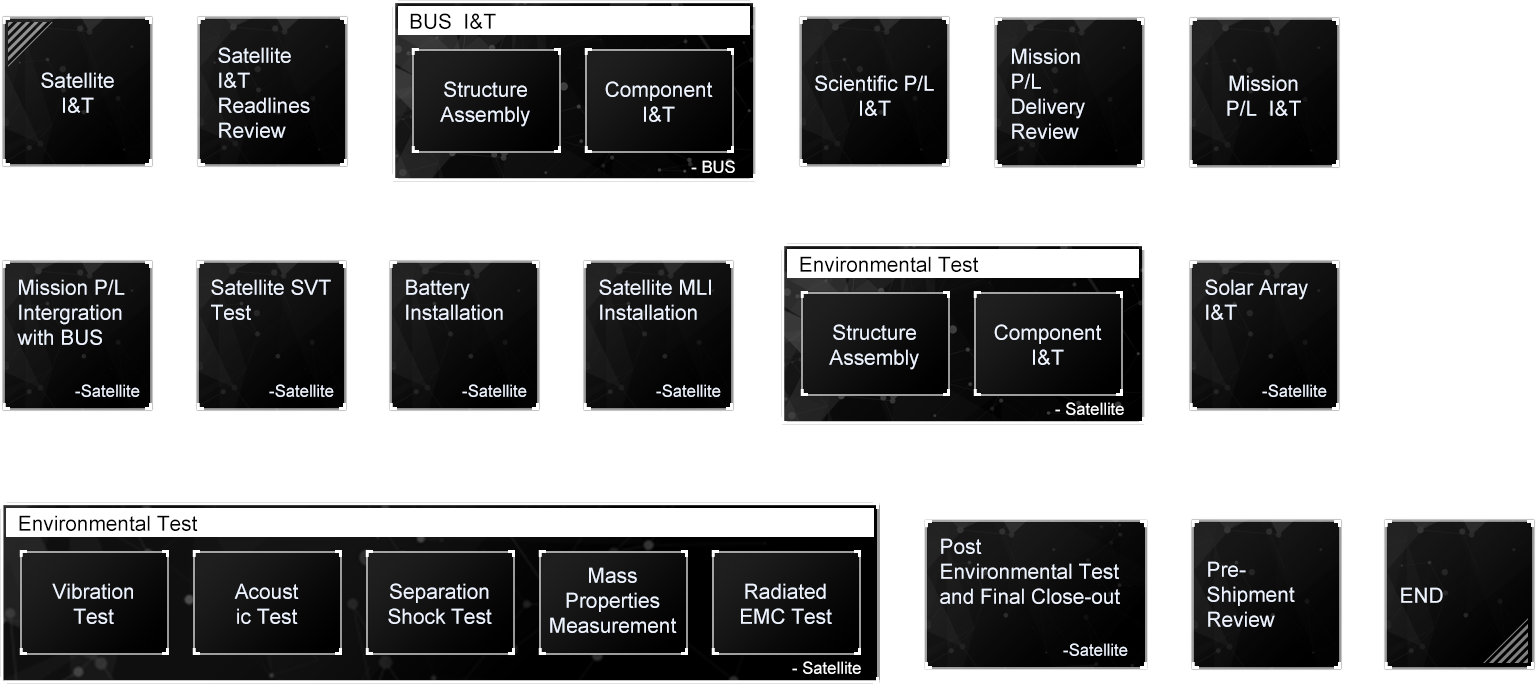 Satellite
I&T
Satellite
I&T
Readlines
Review
BUS I&T
Structure
Assembly
Component
I&T
- BUS
Scientific P/L
I&T
Mission
P/L
Delivery
Review
Mission
P/L I&T
Mission P/L
Intergration
with BUS
-Satellite
Satellite SVT
Test
-Satellite
Battery
Installation
-Satellite
Satellite MLI
Installation
-Satellite
Environmental Test
Structure
Assembly
Component
I&T
- Satellite
Solar Array
I&T
-Satellite
Environmental Test
Vibration
Test
Acoust
ic Test
Separation
Shock Test
Mass
Properties
Measurement
Radiated
EMC Test
- Satellite
Post
Environmental Test
and Final Close-out
-Satellite
Pre-
Shipment
Review
END